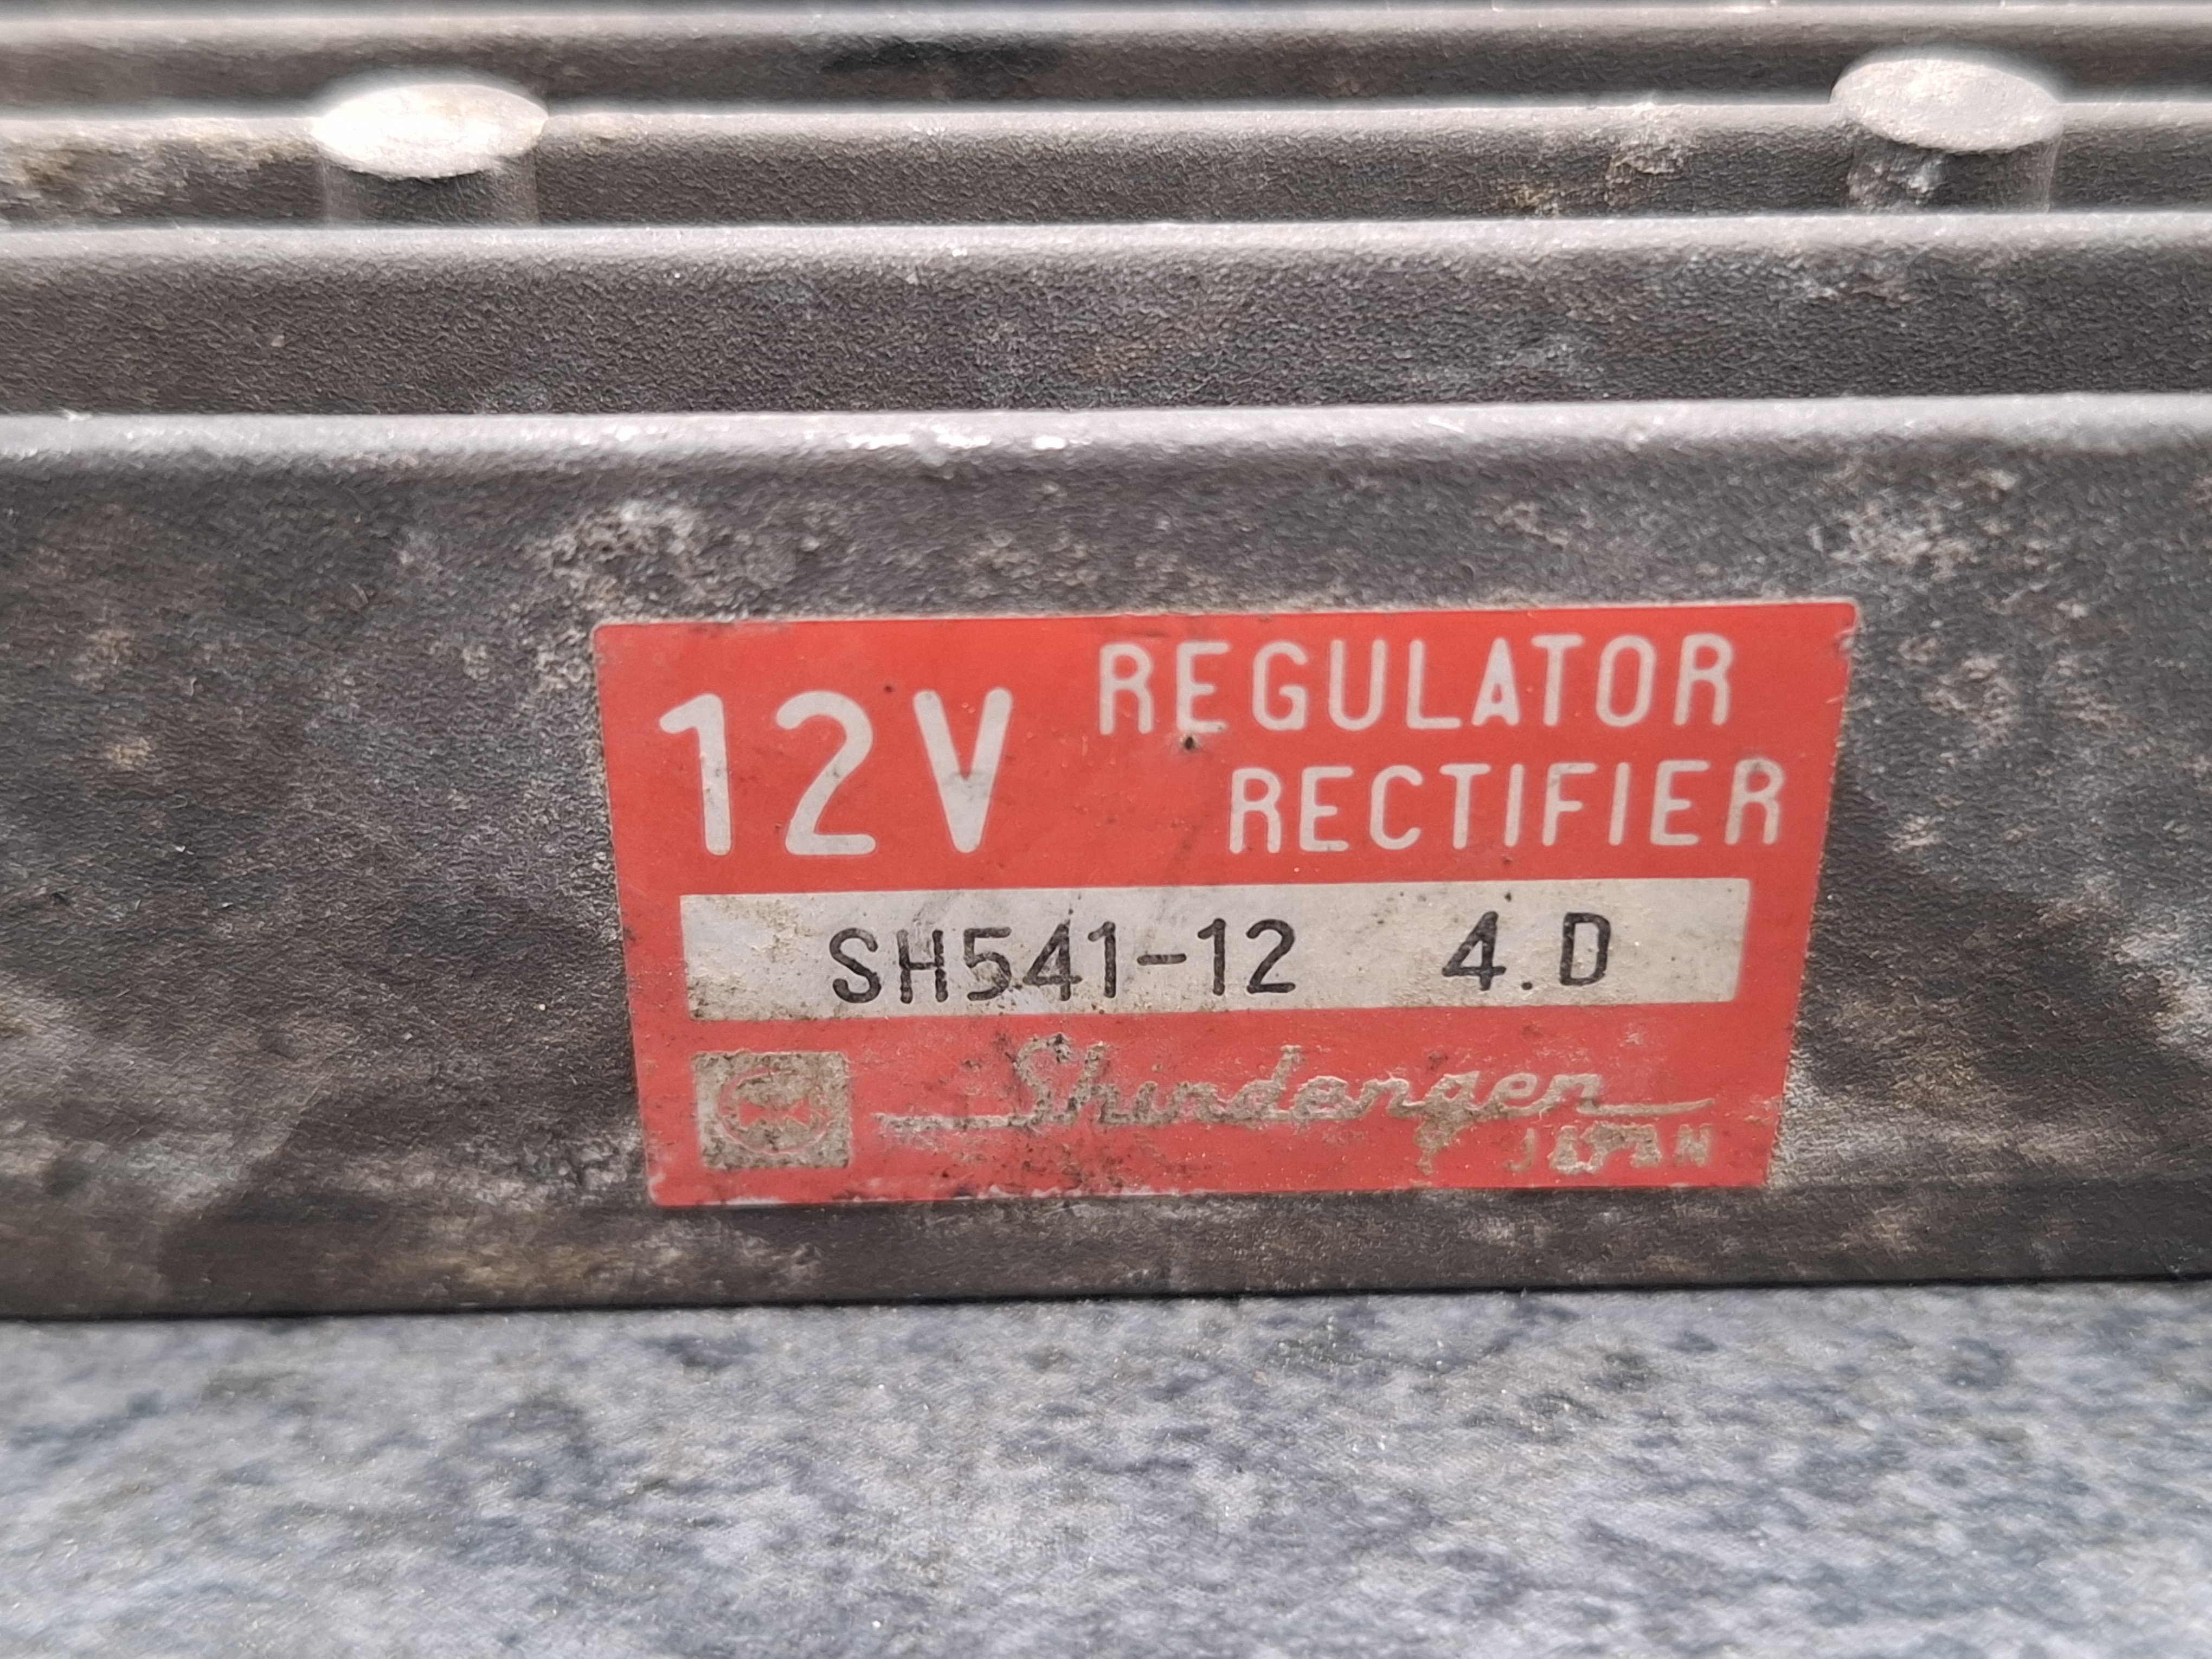 12V REGULATOR
RECTIFIER
SH541-12 4.D
Shindengen
JAPAN